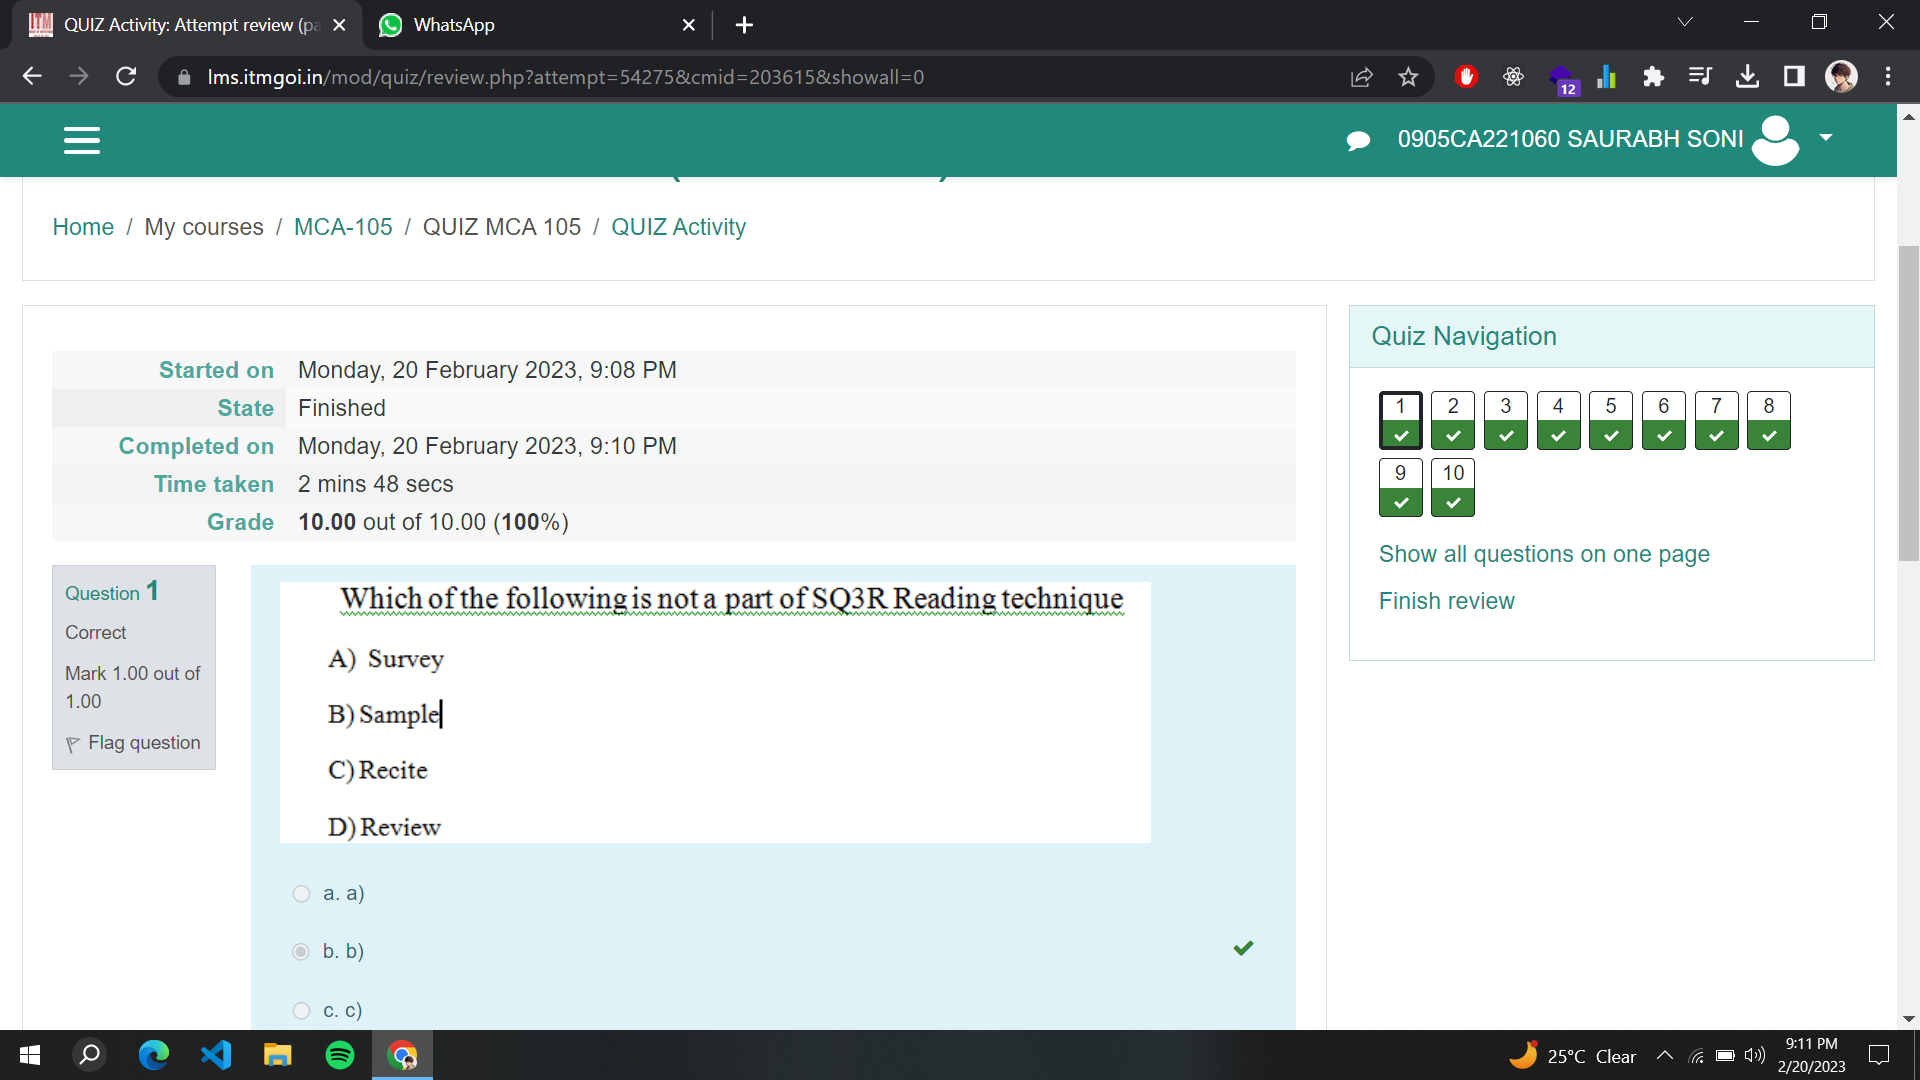 QUIZ Activity: Attempt review (pa
WhatsApp
lms.itmgoi.in/mod/quiz/review.php?attempt=54275&cmid=203615&showall=0
12
0905CA221060 SAURABH SONI
Home / My courses / MCA-105 / QUIZ MCA 105 / QUIZ Activity
Started on Monday, 20 February 2023, 9:08 PM
State Finished
Completed on Monday, 20 February 2023, 9:10 PM
Time taken 2 mins 48 secs
Grade 10.00 out of 10.00 (100%)
Quiz Navigation
1 2 3 4 5 6 7 8
9 10
Show all questions on one page
Finish review
Question 1
Correct
Mark 1.00 out of
1.00
Flag question
Which of the following is not a part of SQ3R Reading technique
A) Survey
B) Sample
C) Recite
D) Review
a. a)
b. b)
c. c)
25°C Clear
9:11 PM
2/20/2023